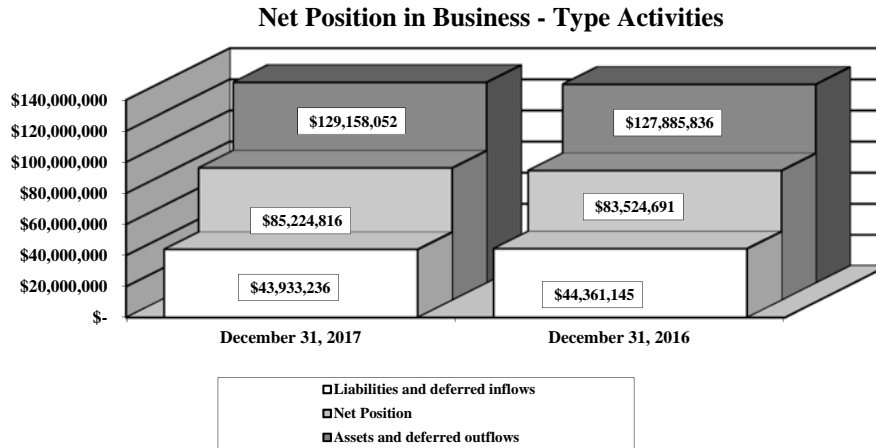 Net Position in Business - Type Activities
$140,000,000
$120,000,000
$100,000,000
$80,000,000
$60,000,000
$40,000,000
$20,000,000
$-
$129,158,052
$127,885,836
$85,224,816
$83,524,691
$43,933,236
$44,361,145
December 31, 2017
December 31, 2016
Liabilities and deferred inflows
Net Position
Assets and deferred outflows